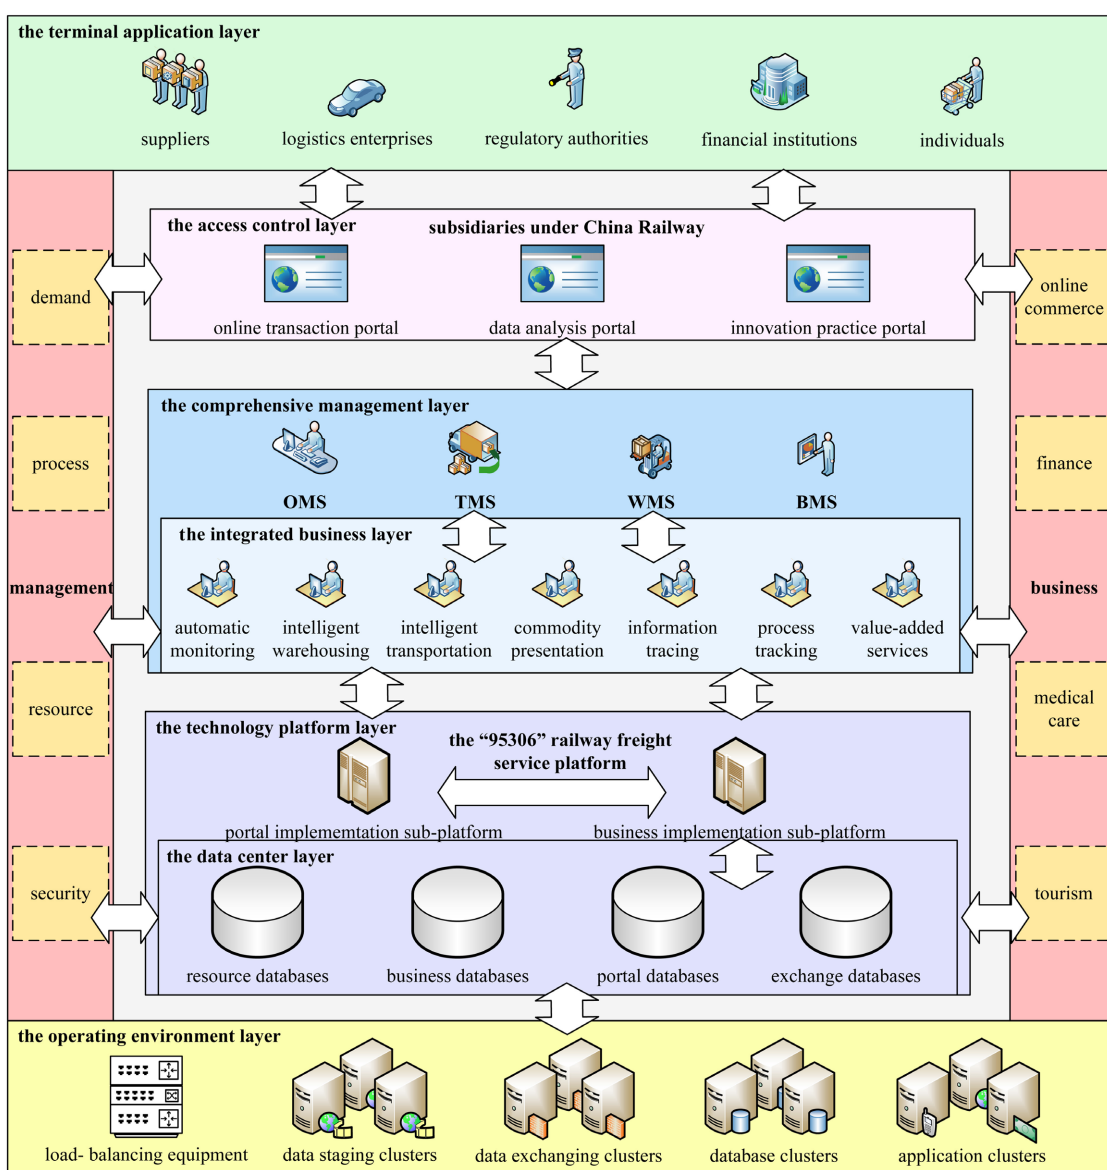 the terminal application layer
suppliers
logistics enterprises
regulatory authorities
financial institutions
individuals
the access control layer
subsidiaries under China Railway
online transaction portal
data analysis portal
innovation practice portal
demand
process
management
resource
security
online
commerce
finance
business
medical
care
tourism
the comprehensive management layer
OMS
TMS
WMS
BMS
the integrated business layer
automatic
monitoring
intelligent
warehousing
intelligent
transportation
commodity
presentation
information
tracing
process
tracking
value-added
services
the technology platform layer
the “95306” railway freight
service platform
portal implememtation sub-platform
business implementation sub-platform
the data center layer
resource databases
business databases
portal databases
exchange databases
the operating environment layer
load- balancing equipment
data staging clusters
data exchanging clusters
database clusters
application clusters